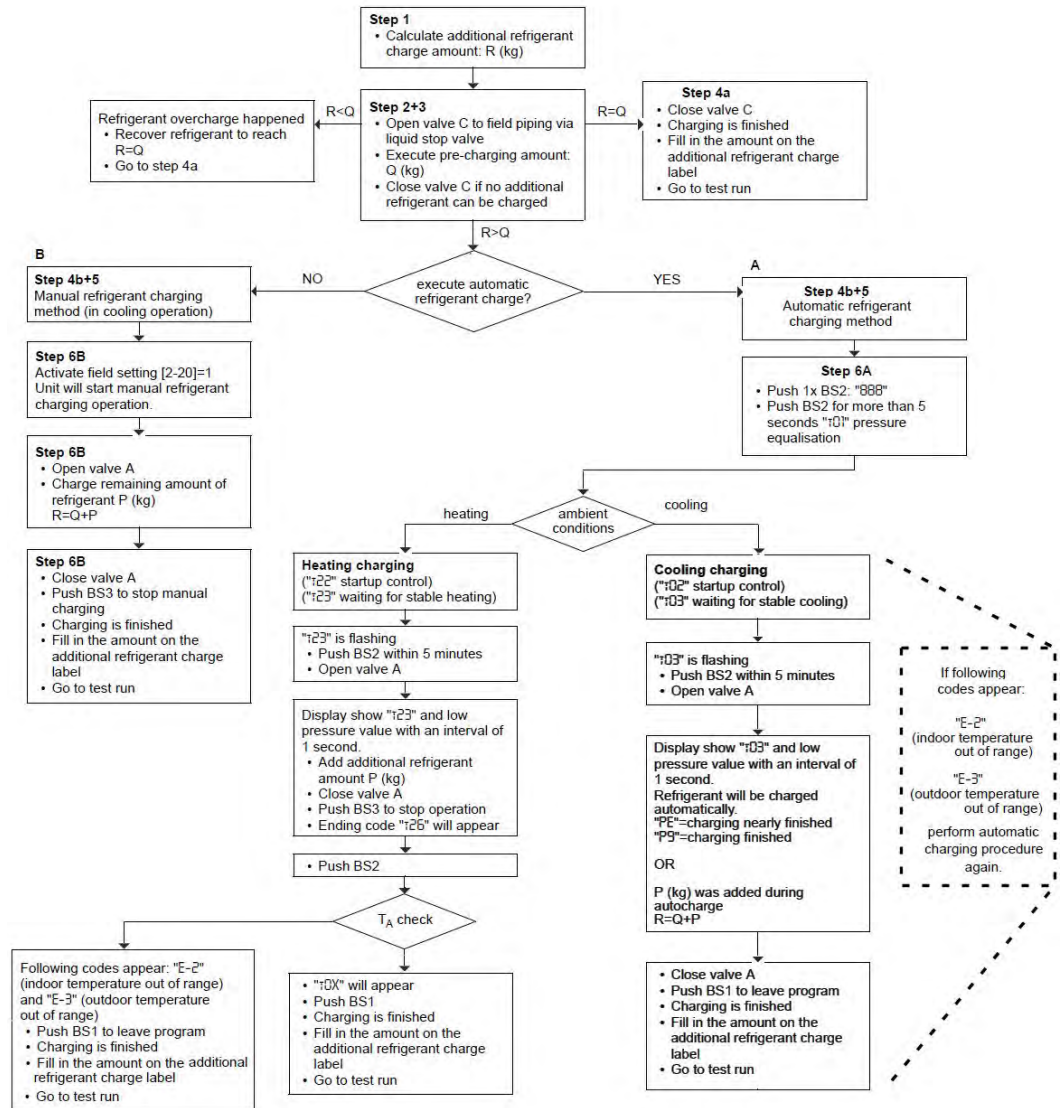 Step 1
• Calculate additional refrigerant
charge amount: R (kg)
R<Q
Refrigerant overcharge happened
• Recover refrigerant to reach
R=Q
• Go to step 4a
Step 2+3
• Open valve C to field piping via
liquid stop valve
• Execute pre-charging amount:
Q (kg)
• Close valve C if no additional
refrigerant can be charged
R=Q
Step 4a
• Close valve C
• Charging is finished
• Fill in the amount on the
additional refrigerant charge
label
• Go to test run
R>Q
execute automatic
refrigerant charge?
NO
YES
B
Step 4b+5
Manual refrigerant charging
method (in cooling operation)
Step 6B
Activate field setting [2-20]=1
Unit will start manual refrigerant
charging operation.
Step 6B
• Open valve A
• Charge remaining amount of
refrigerant P (kg)
R=Q+P
Step 6B
• Close valve A
• Push BS3 to stop manual
charging
• Charging is finished
• Fill in the amount on the
additional refrigerant charge
label
• Go to test run
A
Step 4b+5
Automatic refrigerant
charging method
Step 6A
• Push 1x BS2: "888"
• Push BS2 for more than 5
seconds "t01" pressure
equalisation
ambient
conditions
heating
cooling
Heating charging
("t22" startup control)
("t23" waiting for stable heating)
"t23" is flashing
• Push BS2 within 5 minutes
• Open valve A
Display show "t23" and low
pressure value with an interval of
1 second.
• Add additional refrigerant
amount P (kg)
• Close valve A
• Push BS3 to stop operation
• Ending code "t26" will appear
• Push BS2
TA check
Following codes appear: "E-2"
(indoor temperature out of range)
and "E-3" (outdoor temperature
out of range)
• Push BS1 to leave program
• Charging is finished
• Fill in the amount on the additional
refrigerant charge label
• Go to test run
• "t0X" will appear
• Push BS1
• Charging is finished
• Fill in the amount on the
additional refrigerant charge
label
• Go to test run
Cooling charging
("t02" startup control)
("t03" waiting for stable cooling)
"t03" is flashing
• Push BS2 within 5 minutes
• Open valve A
Display show "t03" and low
pressure value with an interval of
1 second.
Refrigerant will be charged
automatically.
"PE"=charging nearly finished
"P9"=charging finished
OR
P (kg) was added during
autocharge
R=Q+P
• Close valve A
• Push BS1 to leave program
• Charging is finished
• Fill in the amount on the
additional refrigerant charge
label
• Go to test run
If following
codes appear:
"E-2"
(indoor temperature
out of range)
"E-3"
(outdoor temperature
out of range)
perform automatic
charging procedure
again.